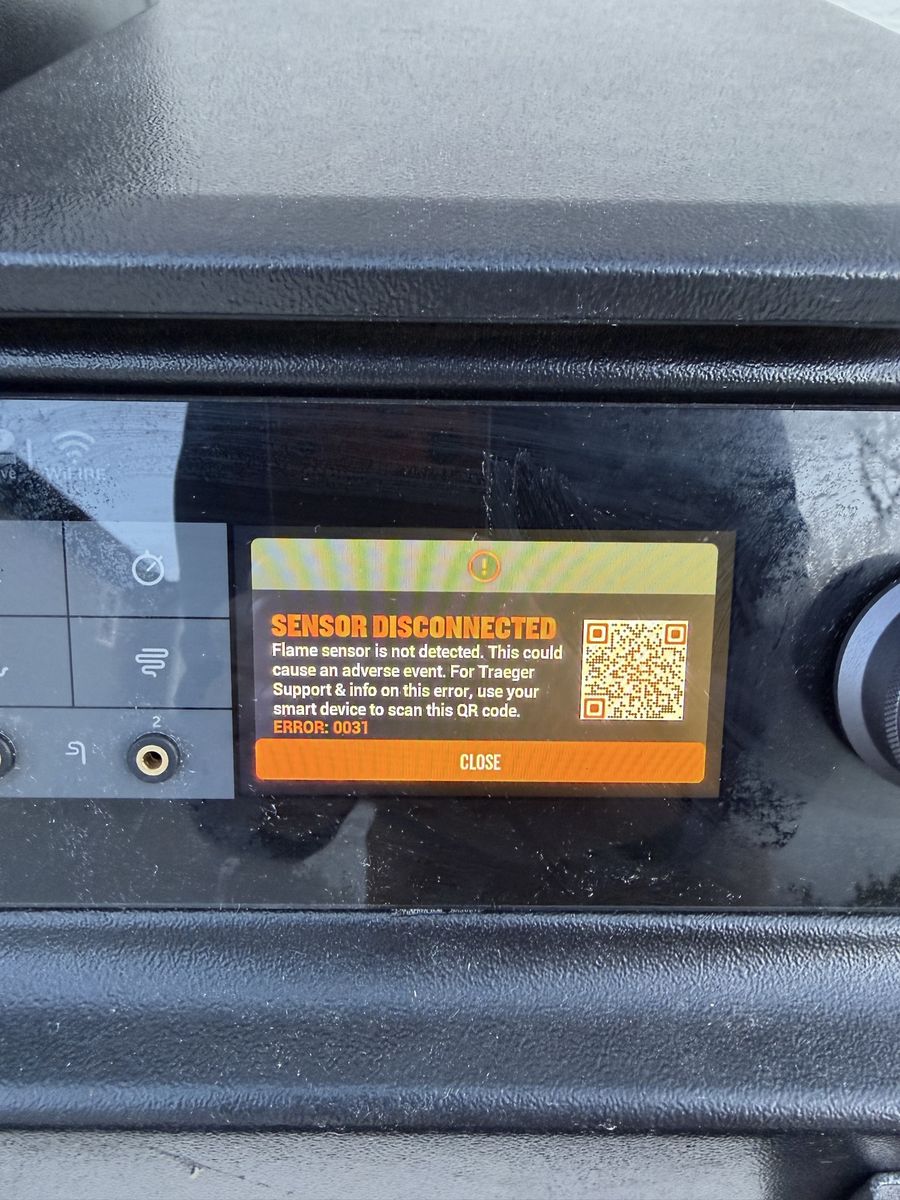 WiFIRE
2
SENSOR DISCONNECTED
Flame sensor is not detected. This could
cause an adverse event. For Traeger
Support & info on this error, use your
smart device to scan this QR code.
ERROR: 0031
CLOSE